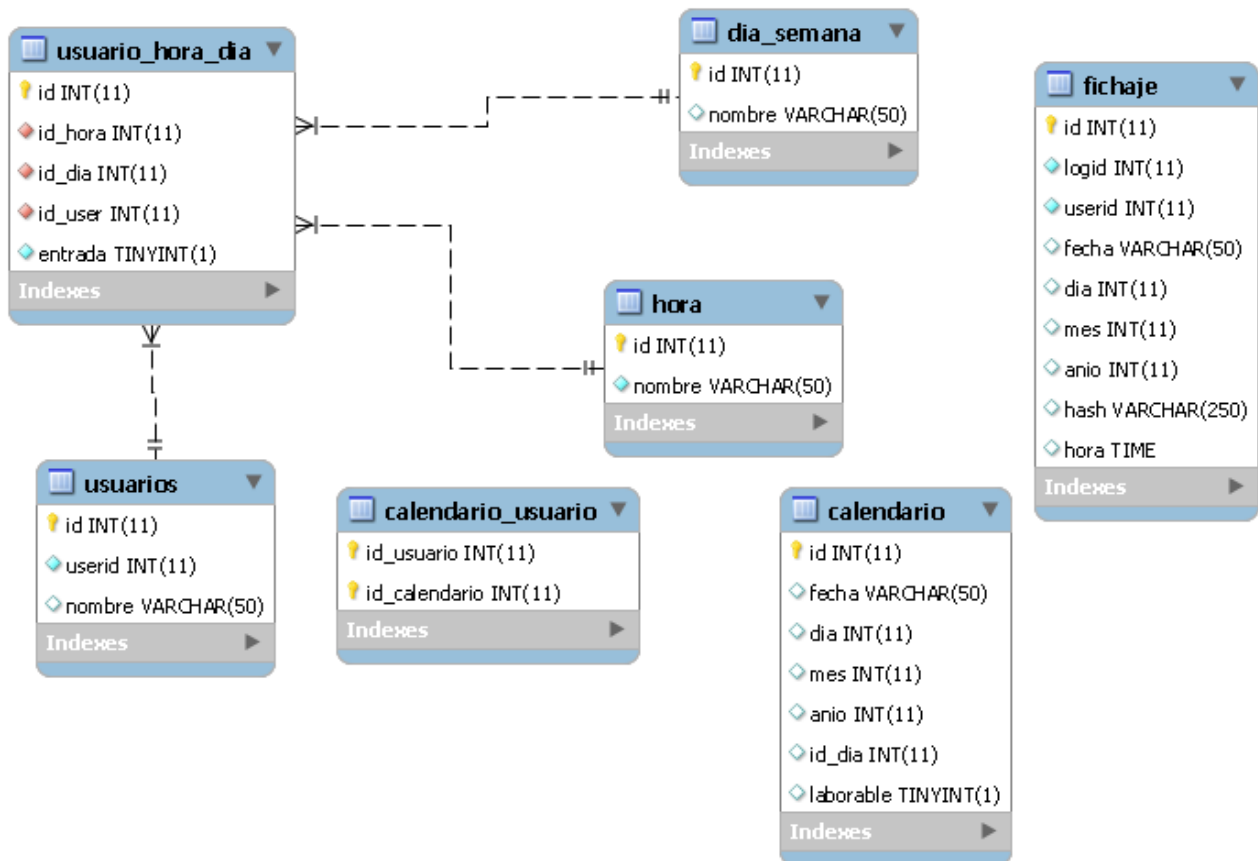 usuario_hora_dia
id INT(11)
id_hora INT(11)
id_dia INT(11)
id_user INT(11)
entrada TINYINT(1)
Indexes
dia_semana
id INT(11)
nombre VARCHAR(50)
Indexes
fichaje
id INT(11)
logid INT(11)
userid INT(11)
fecha VARCHAR(50)
dia INT(11)
mes INT(11)
anio INT(11)
hash VARCHAR(250)
hora TIME
Indexes
hora
id INT(11)
nombre VARCHAR(50)
Indexes
usuarios
id INT(11)
userid INT(11)
nombre VARCHAR(50)
Indexes
calendario_usuario
id_usuario INT(11)
id_calendario INT(11)
Indexes
calendario
id INT(11)
fecha VARCHAR(50)
dia INT(11)
mes INT(11)
anio INT(11)
id_dia INT(11)
laborable TINYINT(1)
Indexes